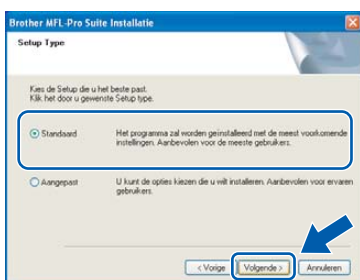 Brother MFL-Pro Suite Installatie
Setup Type
Kies de Setup die u het beste past.
Klik het door u gewenste Setup type.
Standaard
Het programma zal worden geïnstalleerd met de meest voorkomende
instellingen. Aanbevolen voor de meeste gebruikers.
Aangepast
U kunt de opties kiezen die u wilt installeren. Aanbevolen voor ervaren
gebruikers.
< Vorige
Volgende >
Annuleren